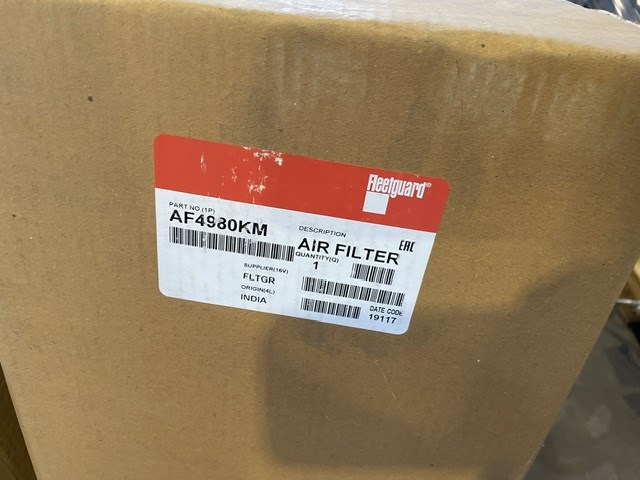 Fleetguard®
PART NO.(1P)
AF4980KM
DESCRIPTION
AIR FILTER
EAC
QUANTITY(Q)
1
SUPPLIER(16V)
FLTGR
ORIGIN(4L)
INDIA
DATE CODE
19117